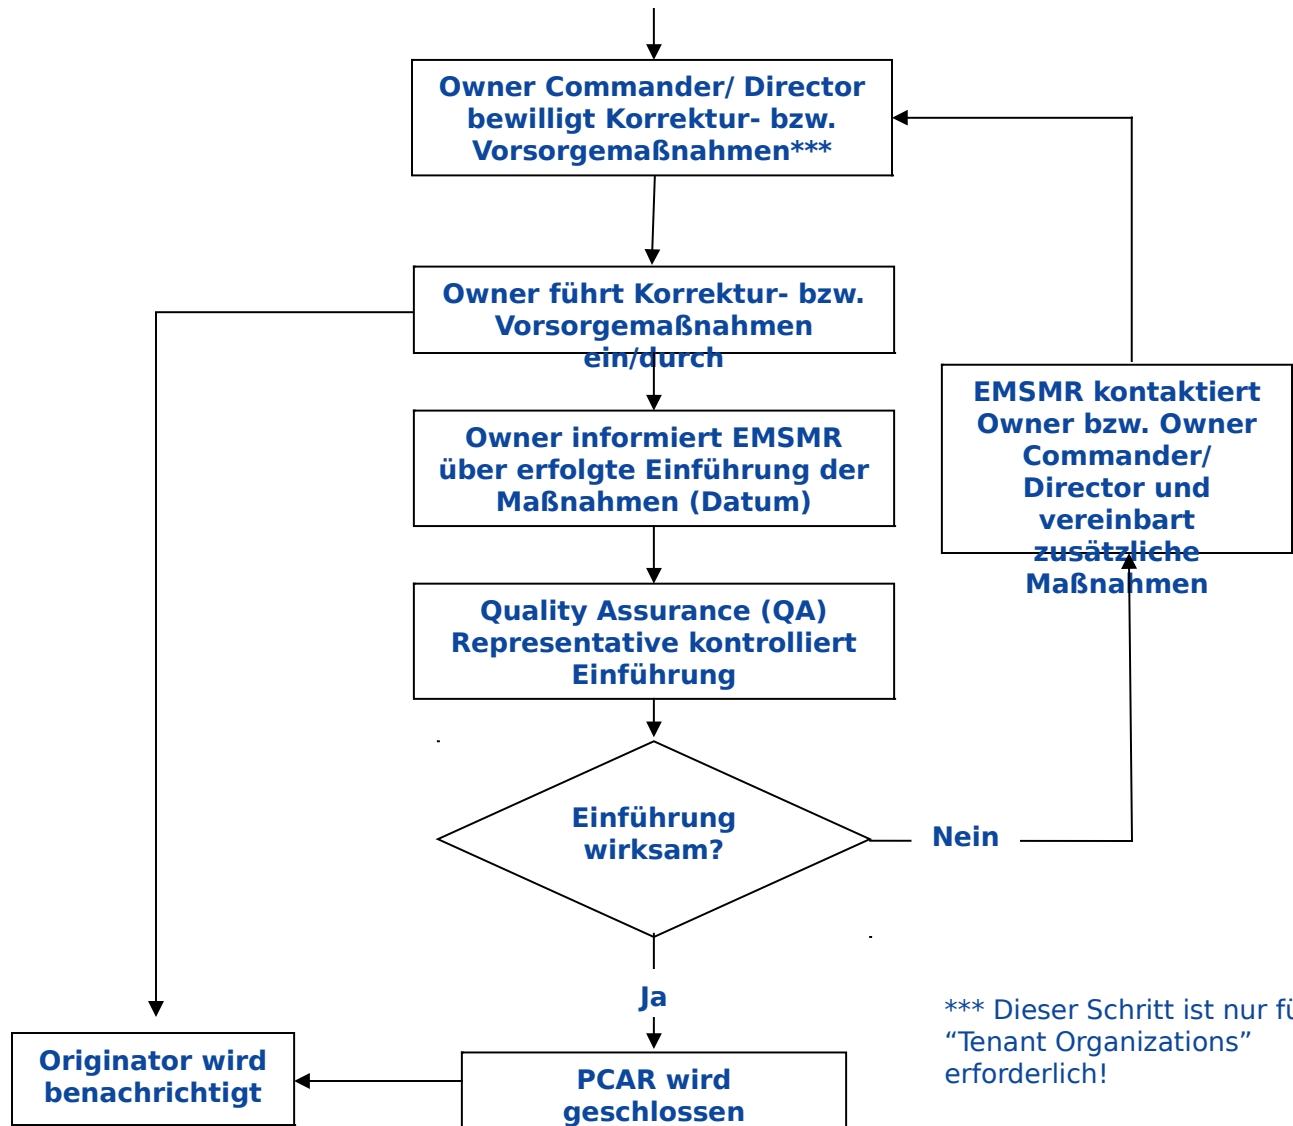 Owner Commander/ Director
bewilligt Korrektur- bzw.
Vorsorgemaßnahmen***
Owner führt Korrektur- bzw.
Vorsorgemaßnahmen
ein/durch
Owner informiert EMSMR
über erfolgte Einführung der
Maßnahmen (Datum)
EMSMR kontaktiert
Owner bzw. Owner
Commander/
Director und
vereinbart
zusätzliche
Maßnahmen
Quality Assurance (QA)
Representative kontrolliert
Einführung
Einführung
wirksam?
Nein
Ja
*** Dieser Schritt ist nur
“Tenant Organizations”
erforderlich!
Originator wird
benachrichtigt
PCAR wird
geschlossen